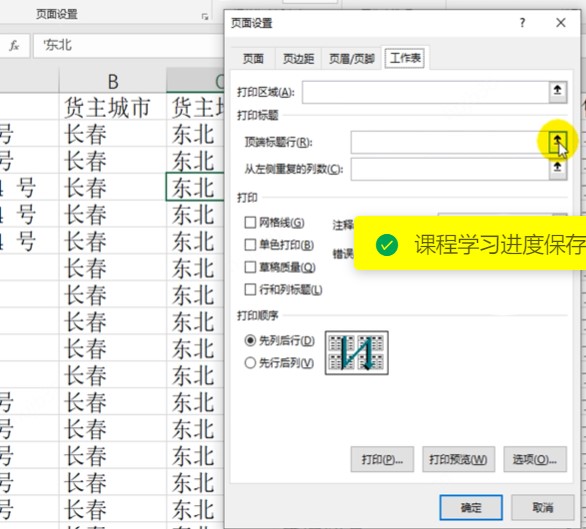 页面设置
fx '东北
B C
货主城市 货主地
号 长春 东北
号 长春 东北
号 长春 东北
号 长春 东北
号 长春 东北
长春 东北
长春 东北
长春 东北
长春 东北
长春 东北
号 长春 东北
号 长春 东北
号 长春 东北
号 长春 东北
号 长春 东北
长春 东北
页面设置 ? ×
页面 页边距 页眉/页脚 工作表
打印区域(A):
打印标题
顶端标题行(R):
从左侧重复的列数(C):
打印
网格线(G) 注释
单色打印(B) 错误
草稿质量(Q)
行和列标题(L)
课程学习进度保存
打印顺序
先列后行(D)
先行后列(V)
打印(P)... 打印预览(W) 选项(O)...
确定 取消